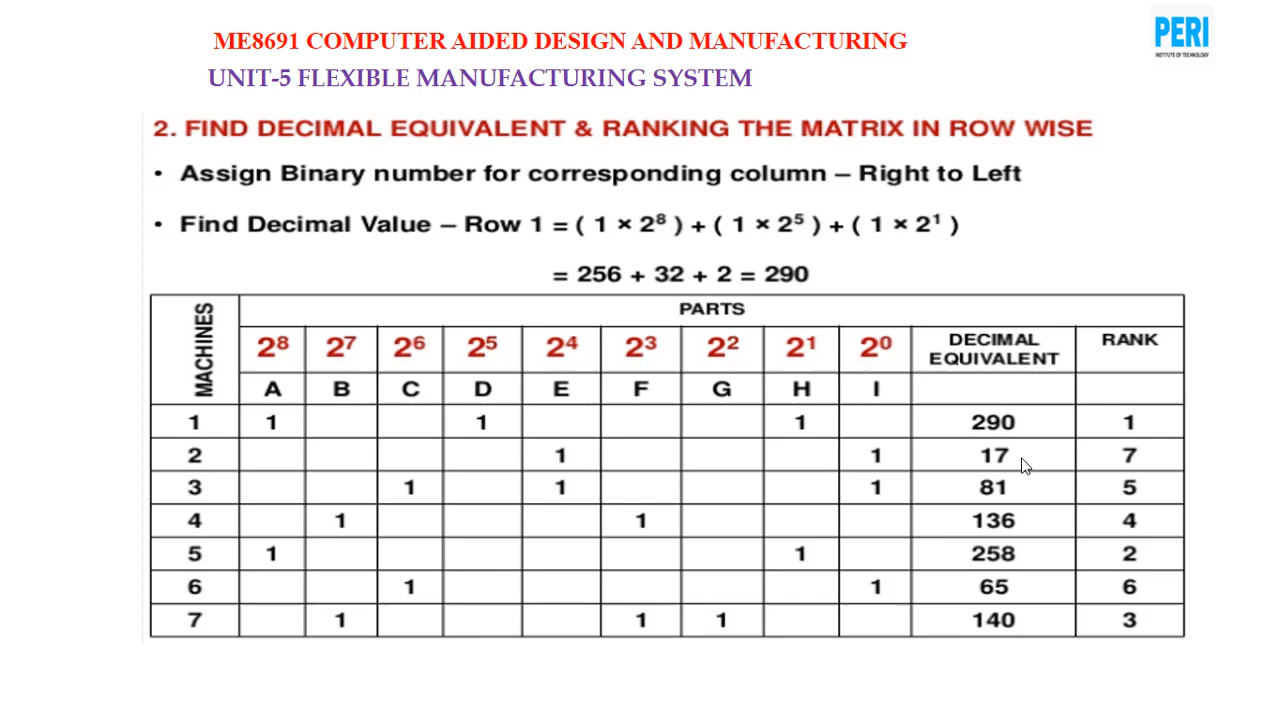 ME8691 COMPUTER AIDED DESIGN AND MANUFACTURING
PERI
INSTITUTE OF TECHNOLOGY
UNIT-5 FLEXIBLE MANUFACTURING SYSTEM
2. FIND DECIMAL EQUIVALENT & RANKING THE MATRIX IN ROW WISE
• Assign Binary number for corresponding column – Right to Left
• Find Decimal Value – Row 1 = ( 1 × 2⁸ ) + ( 1 × 2⁵ ) + ( 1 × 2¹ )
= 256 + 32 + 2 = 290
MACHINES
PARTS
2⁸ 2⁷ 2⁶ 2⁵ 2⁴ 2³ 2² 2¹ 2⁰ DECIMAL EQUIVALENT RANK
A B C D E F G H I
1 1 1 1 290 1
2 1 1 17 7
3 1 1 1 81 5
4 1 1 136 4
5 1 1 258 2
6 1 1 65 6
7 1 1 1 140 3